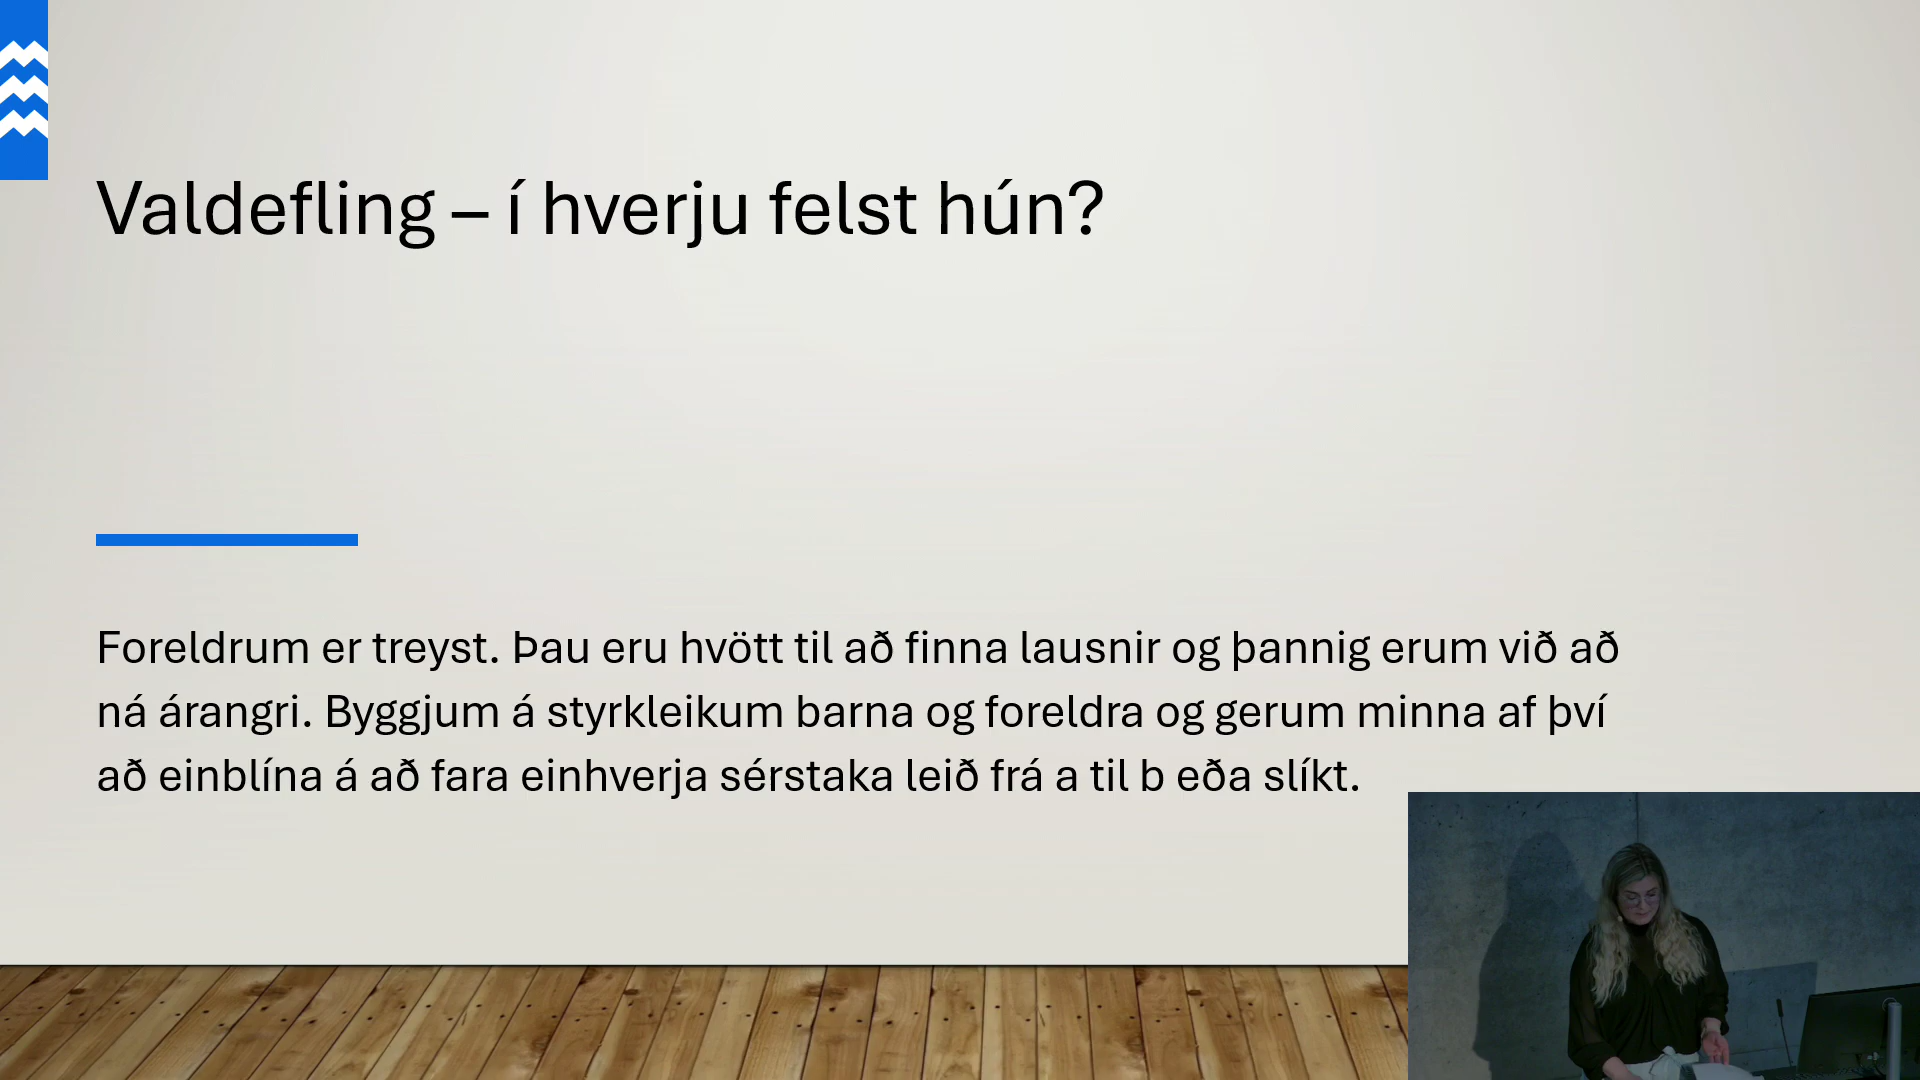 Valdefling – í hverju felst hún?
Foreldrum er treyst. Þau eru hvött til að finna lausnir og þannig erum við að
ná árangri. Byggjum á styrkleikum barna og foreldra og gerum minna af því
að einblína á að fara einhverja sérstaka leið frá a til b eða slíkt.